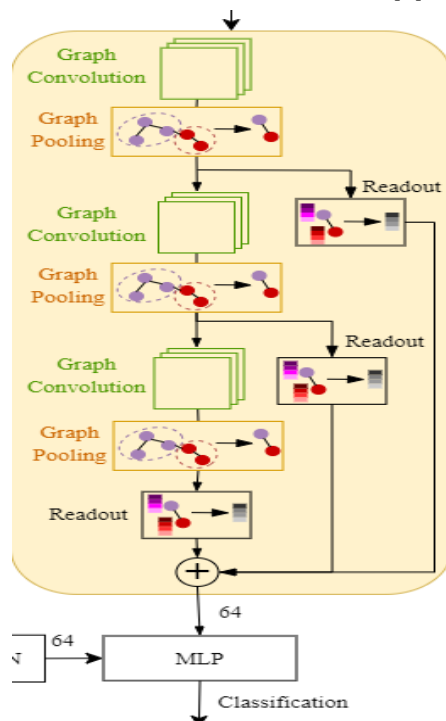 Graph
Convolution
Graph
Pooling
Readout
Graph
Convolution
Graph
Pooling
Readout
Graph
Convolution
Graph
Pooling
Readout
+
64
64
N
MLP
Classification